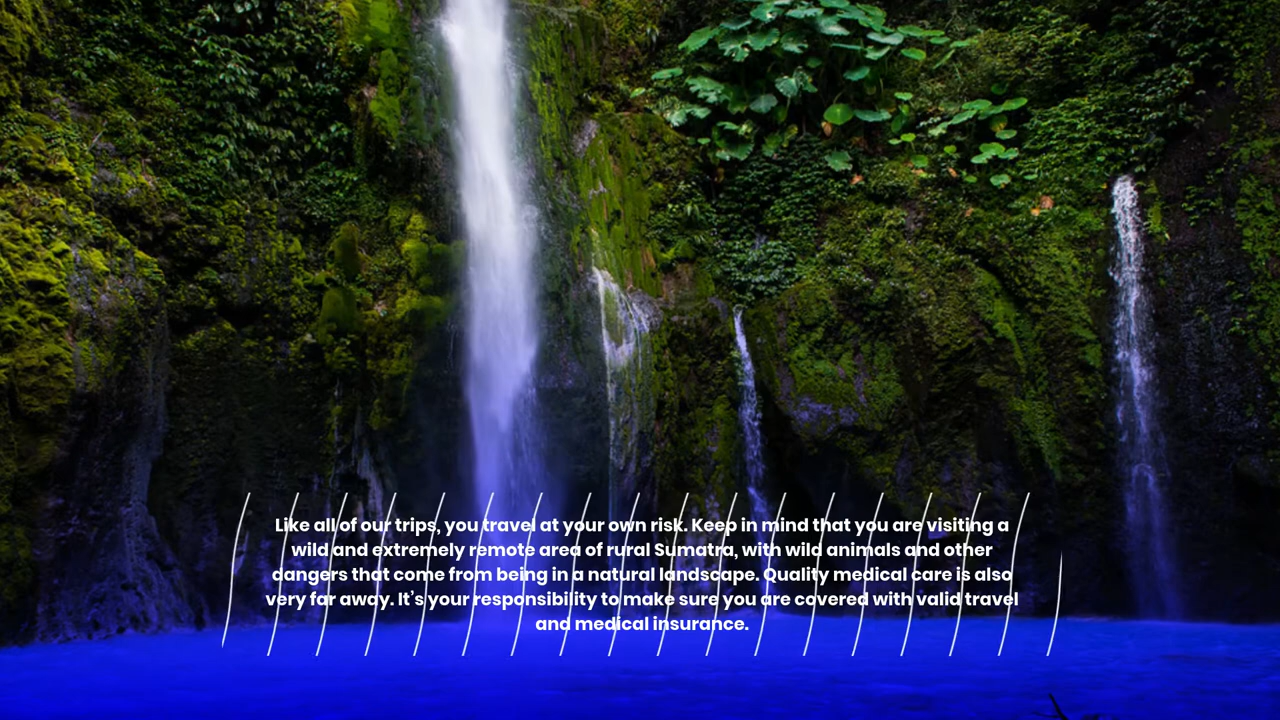 Like all of our trips, you travel at your own risk. Keep in mind that you are visiting a
wild and extremely remote area of rural Sumatra, with wild animals and other
dangers that come from being in a natural landscape. Quality medical care is also
very far away. It’s your responsibility to make sure you are covered with valid travel
and medical insurance.